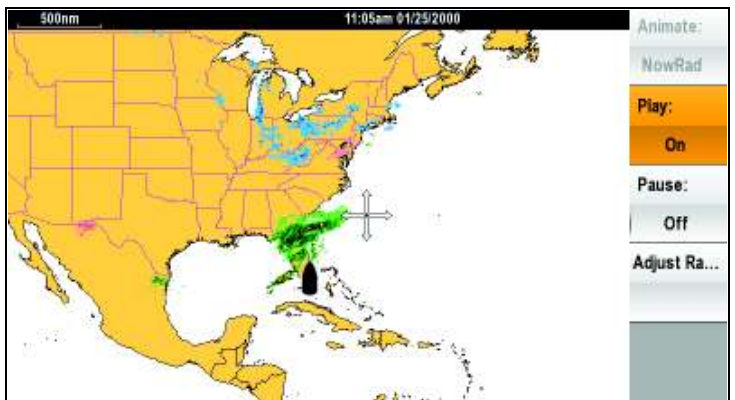 500nm
11:05am 01/25/2000
Animate:
NowRad
Play:
On
Pause:
Off
Adjust Ra...